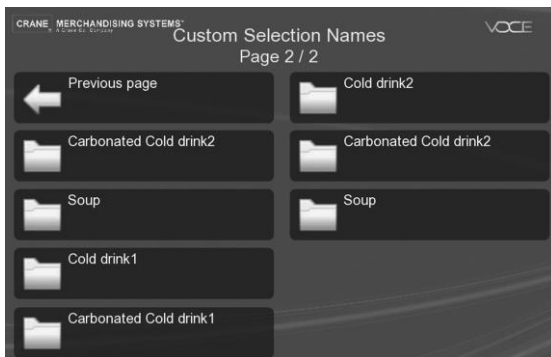 CRANE MERCHANDISING SYSTEMS
VOCE
Custom Selection Names
Page 2 / 2
Previous page
Cold drink2
Carbonated Cold drink2
Carbonated Cold drink2
Soup
Soup
Cold drink1
Carbonated Cold drink1